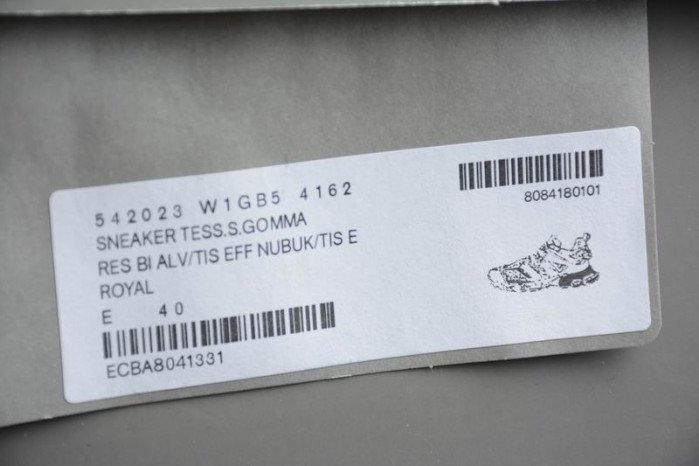 542023 W1GB5 4162
SNEAKER TESS.S.GOMMA
RES BI ALV/TIS EFF NUBUK/TIS E
ROYAL
E 40
ECBA8041331
8084180101